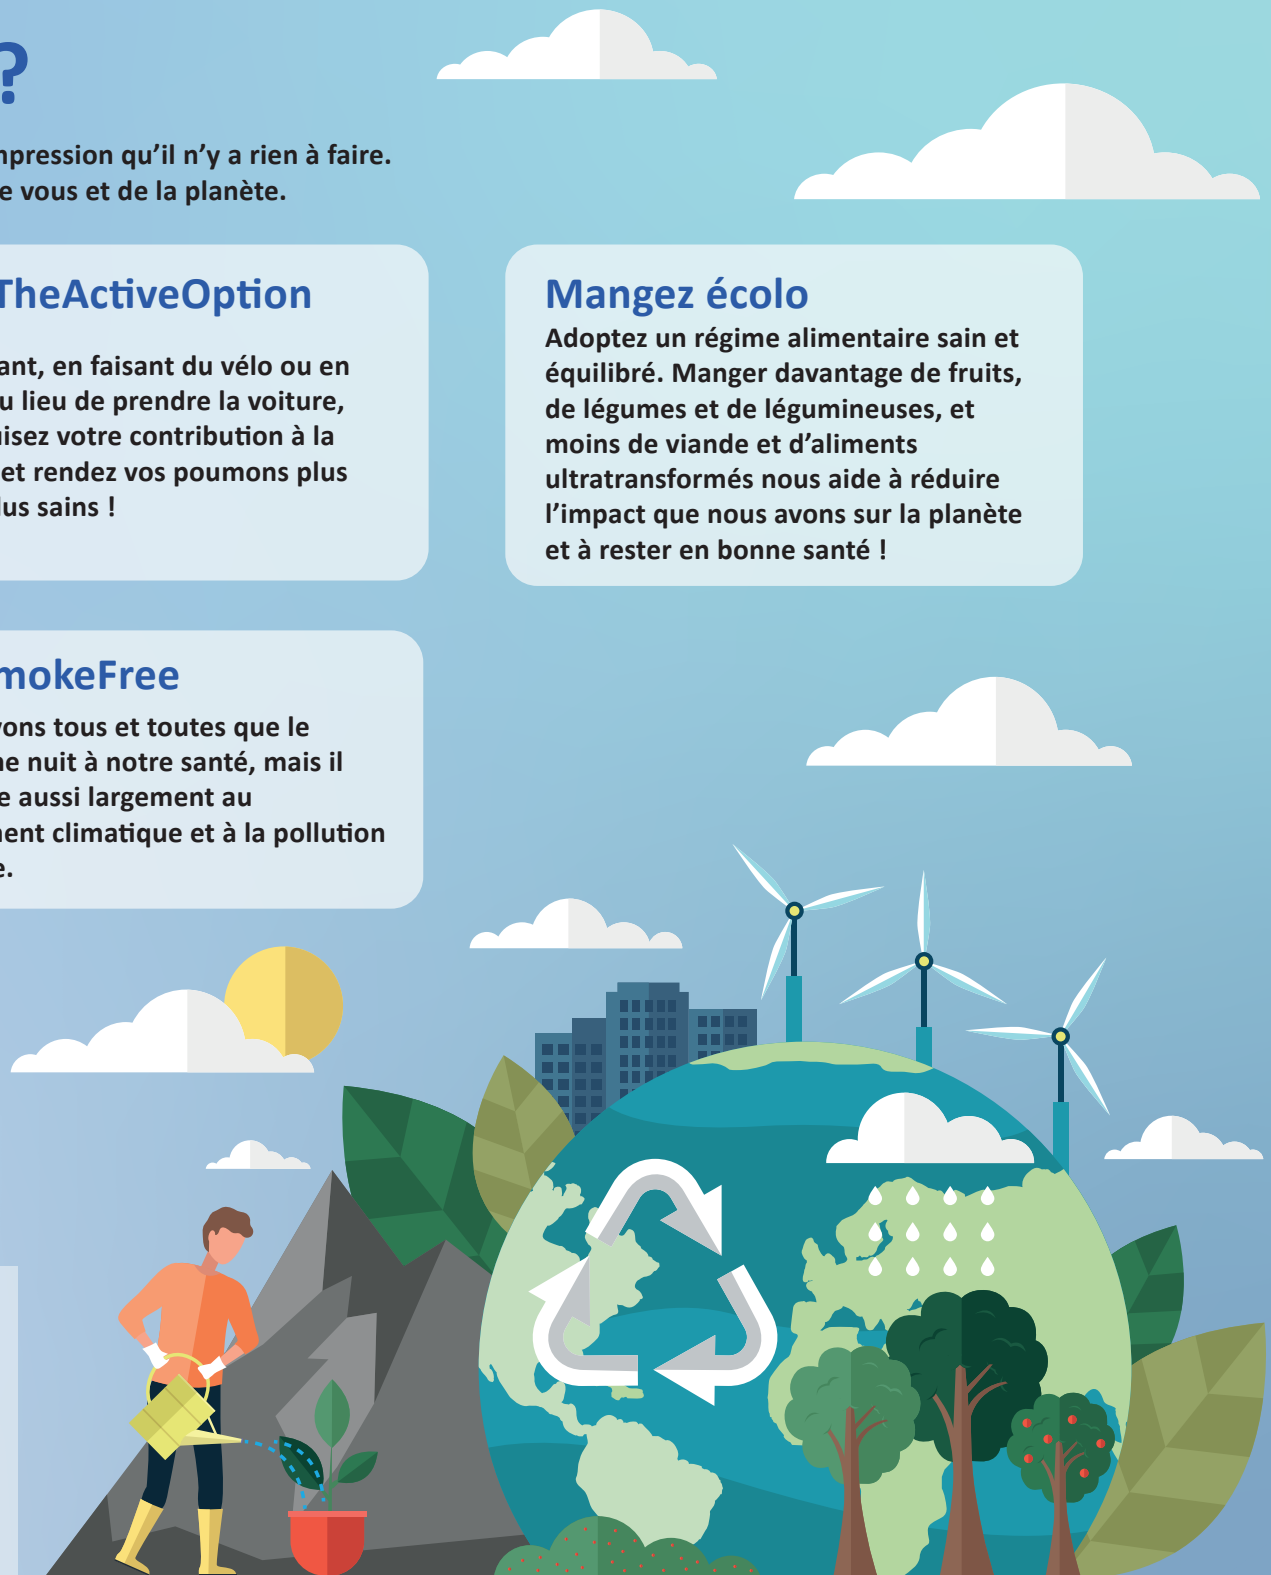 ?
mpression qu'il n'y a rien à faire.
e vous et de la planète.
TheActiveOption
ant, en faisant du vélo ou en
u lieu de prendre la voiture,
uisez votre contribution à la
et rendez vos poumons plus
lus sains !
Mangez écolo
Adoptez un régime alimentaire sain et
équilibré. Manger davantage de fruits,
de légumes et de légumineuses, et
moins de viande et d'aliments
ultratransformés nous aide à réduire
l'impact que nous avons sur la planète
et à rester en bonne santé !
mokeFree
vons tous et toutes que le
ne nuit à notre santé, mais il
e aussi largement au
nent climatique et à la pollution
e.